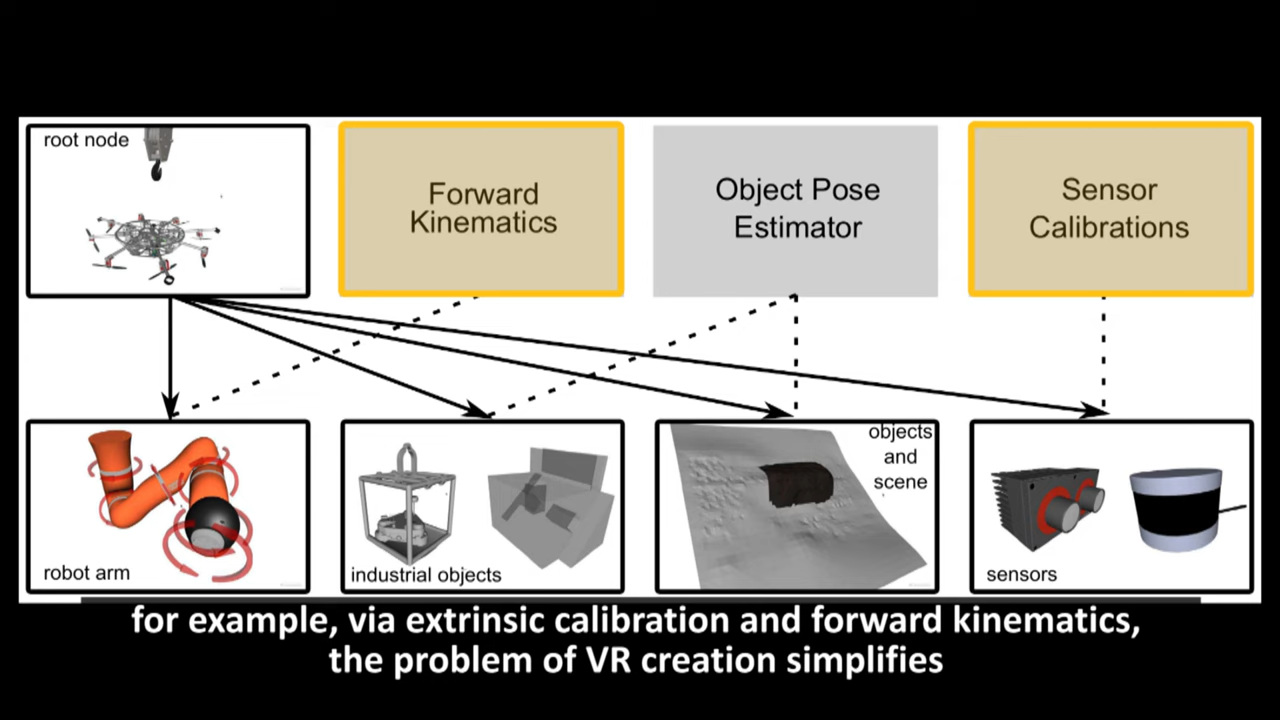 root node
Forward
Kinematics
Object Pose
Estimator
Sensor
Calibrations
robot arm
industrial objects
objects
and
scene
sensors
for example, via extrinsic calibration and forward kinematics,
the problem of VR creation simplifies